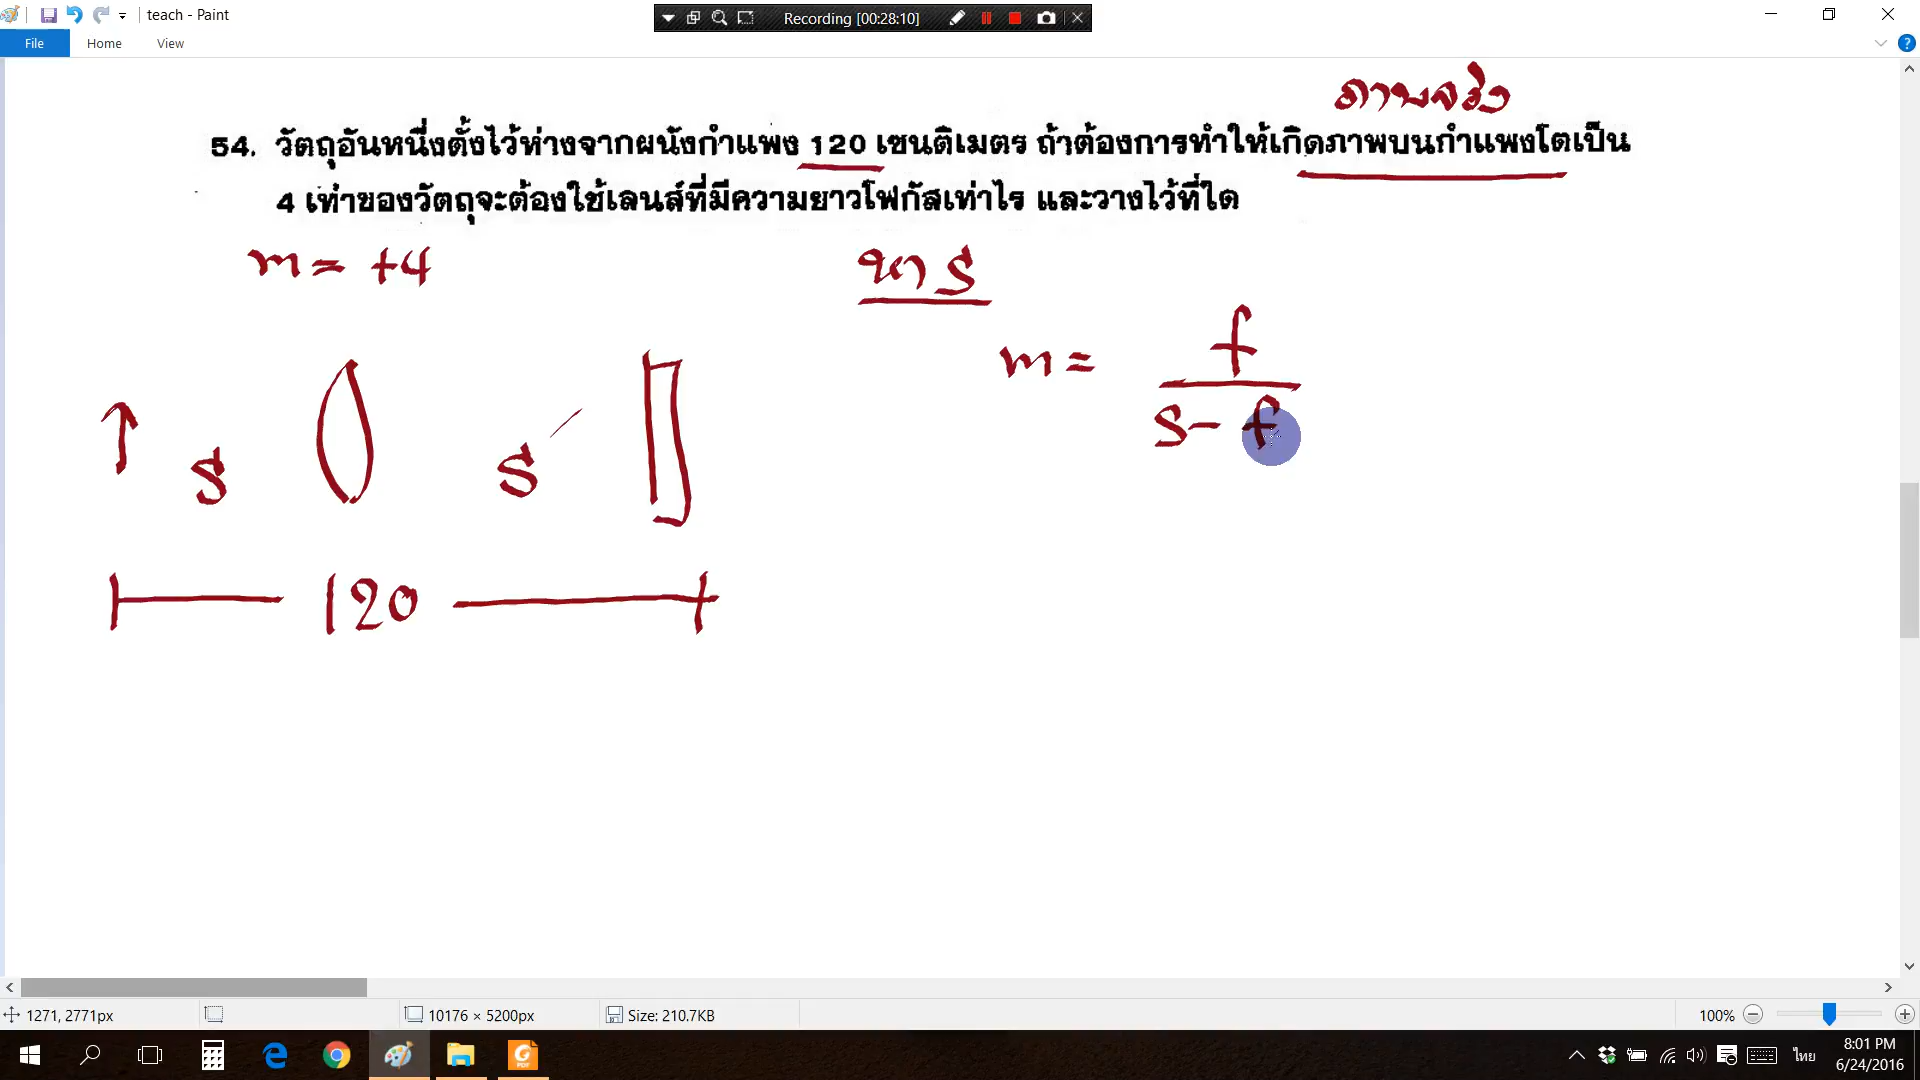 teach - Paint
Recording [00:28:10]
File Home View
ภาพจริง
54. วัตถุอันหนึ่งตั้งไว้ห่างจากผนังกำแพง 120 เซนติเมตร ถ้าต้องการทำให้เกิดภาพบนกำแพงโตเป็น
4 เท่าของวัตถุจะต้องใช้เลนส์ที่มีความยาวโฟกัสเท่าไร และวางไว้ที่ใด
m = +4
หา s
m = f
s - f
s s′
120
1271, 2771px 10176 × 5200px Size: 210.7KB 100%
ไทย
8:01 PM
6/24/2016